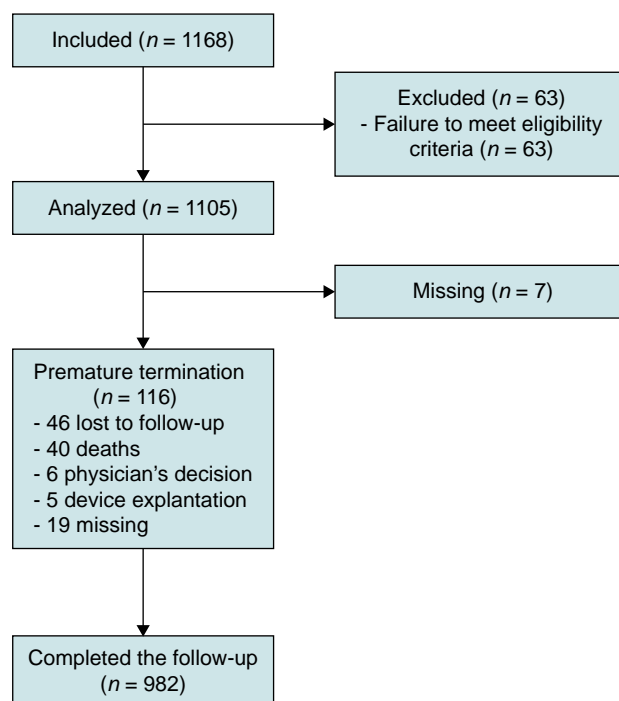 Included (n = 1168)
Excluded (n = 63)
- Failure to meet eligibility
criteria (n = 63)
Analyzed (n = 1105)
Missing (n = 7)
Premature termination
(n = 116)
- 46 lost to follow-up
- 40 deaths
- 6 physician’s decision
- 5 device explantation
- 19 missing
Completed the follow-up
(n = 982)